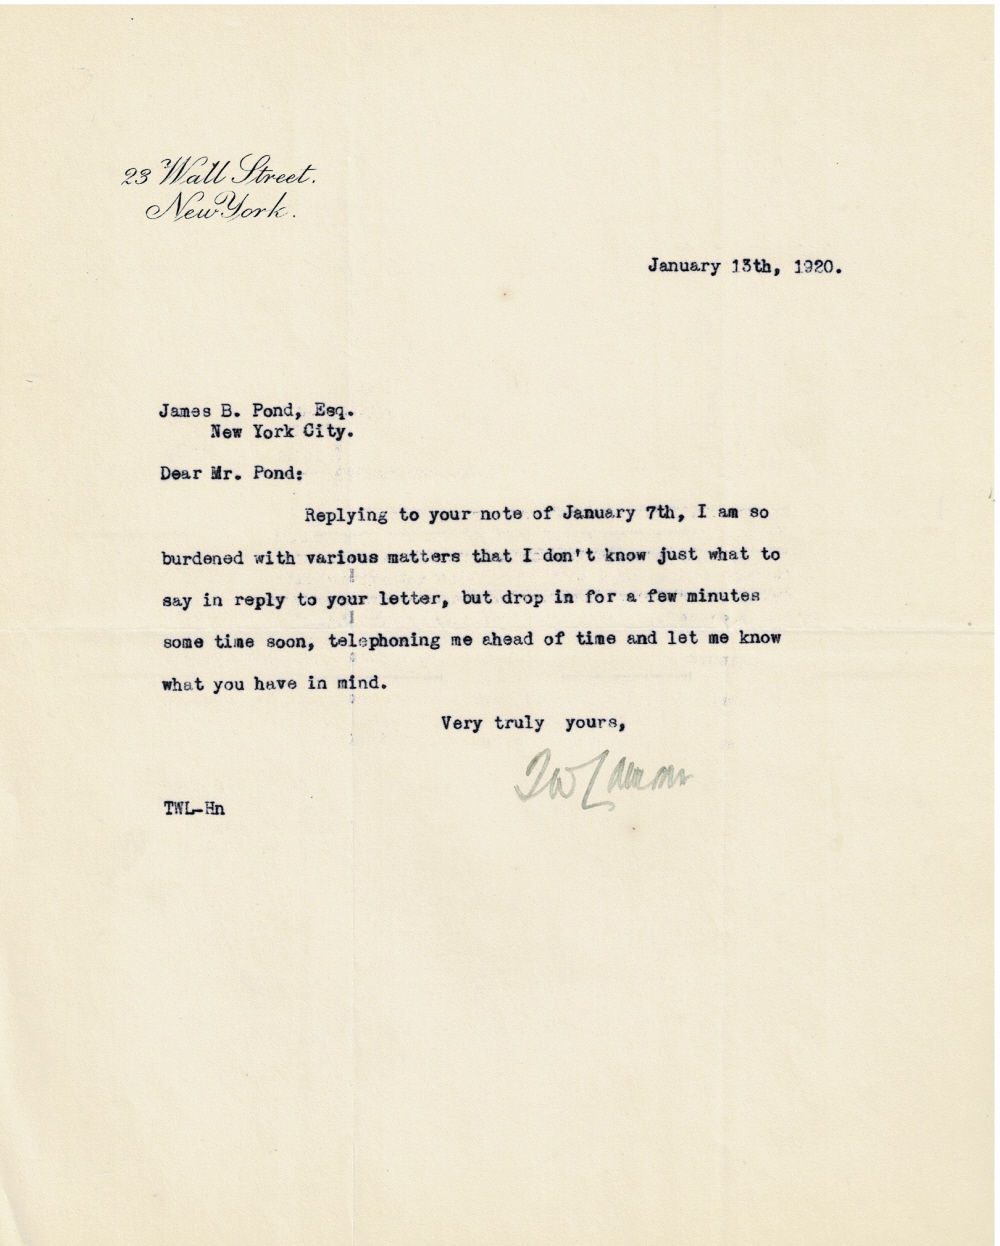 23 Wall Street.
New York.
January 13th, 1920.
James B. Pond, Esq.
New York City.
Dear Mr. Pond:
Replying to your note of January 7th, I am so
burdened with various matters that I don't know just what to
say in reply to your letter, but drop in for a few minutes
some time soon, telephoning me ahead of time and let me know
what you have in mind.
Very truly yours,
TW Lamont
TWL-Hn